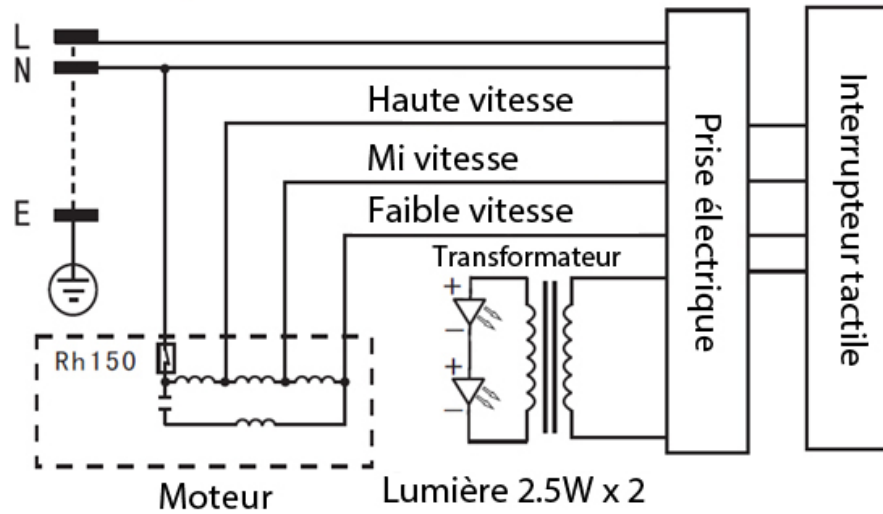 L
N
Haute vitesse
Mi vitesse
E
Faible vitesse
Transformateur
+
−
+
−
Rh150
Moteur
Lumière 2.5W x 2
Prise électrique
Interrupteur tactile